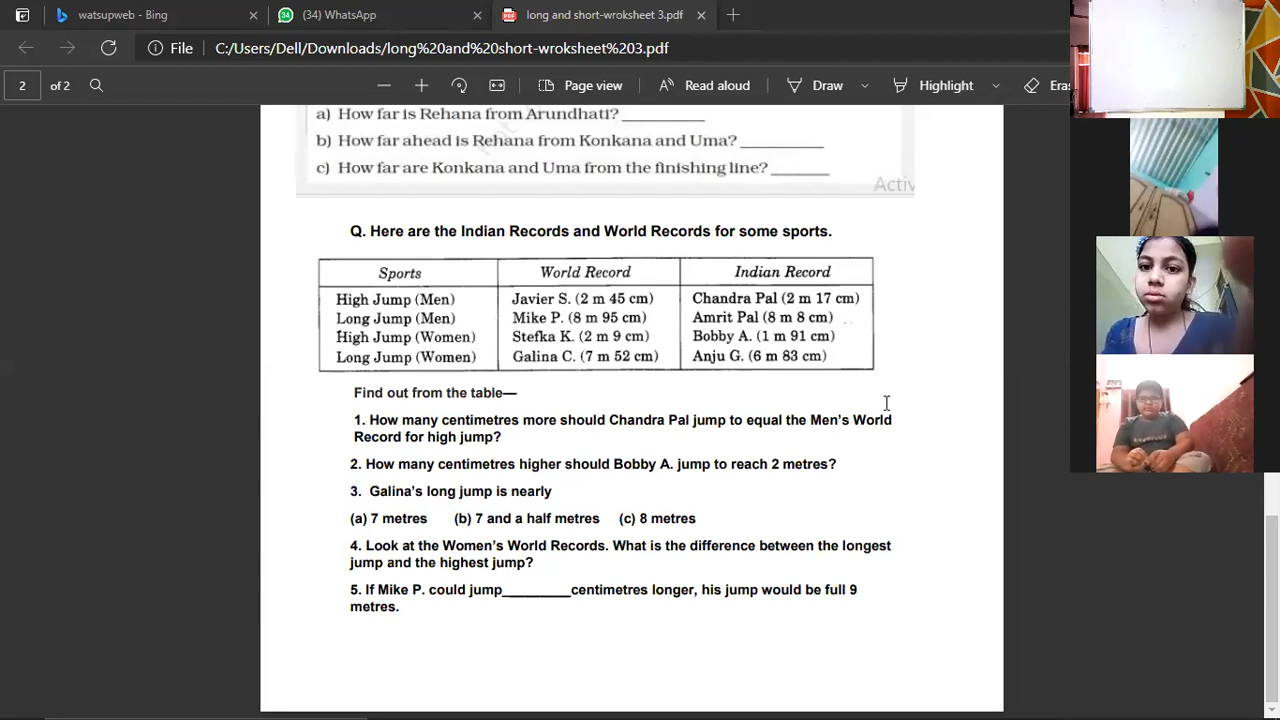 watsupweb - Bing
(34) WhatsApp
long and short-wroksheet 3.pdf
File C:/Users/Dell/Downloads/long%20and%20short-wroksheet%203.pdf
2 of 2 Page view Read aloud Draw Highlight Eras
a) How far is Rehana from Arundhati? __________
b) How far ahead is Rehana from Konkana and Uma? __________
c) How far are Konkana and Uma from the finishing line? _______
Activ
Q. Here are the Indian Records and World Records for some sports.
Sports World Record Indian Record
High Jump (Men) Javier S. (2 m 45 cm) Chandra Pal (2 m 17 cm)
Long Jump (Men) Mike P. (8 m 95 cm) Amrit Pal (8 m 8 cm)
High Jump (Women) Stefka K. (2 m 9 cm) Bobby A. (1 m 91 cm)
Long Jump (Women) Galina C. (7 m 52 cm) Anju G. (6 m 83 cm)
Find out from the table—
1. How many centimetres more should Chandra Pal jump to equal the Men's World
Record for high jump?
2. How many centimetres higher should Bobby A. jump to reach 2 metres?
3. Galina's long jump is nearly
(a) 7 metres (b) 7 and a half metres (c) 8 metres
4. Look at the Women's World Records. What is the difference between the longest
jump and the highest jump?
5. If Mike P. could jump_________centimetres longer, his jump would be full 9
metres.